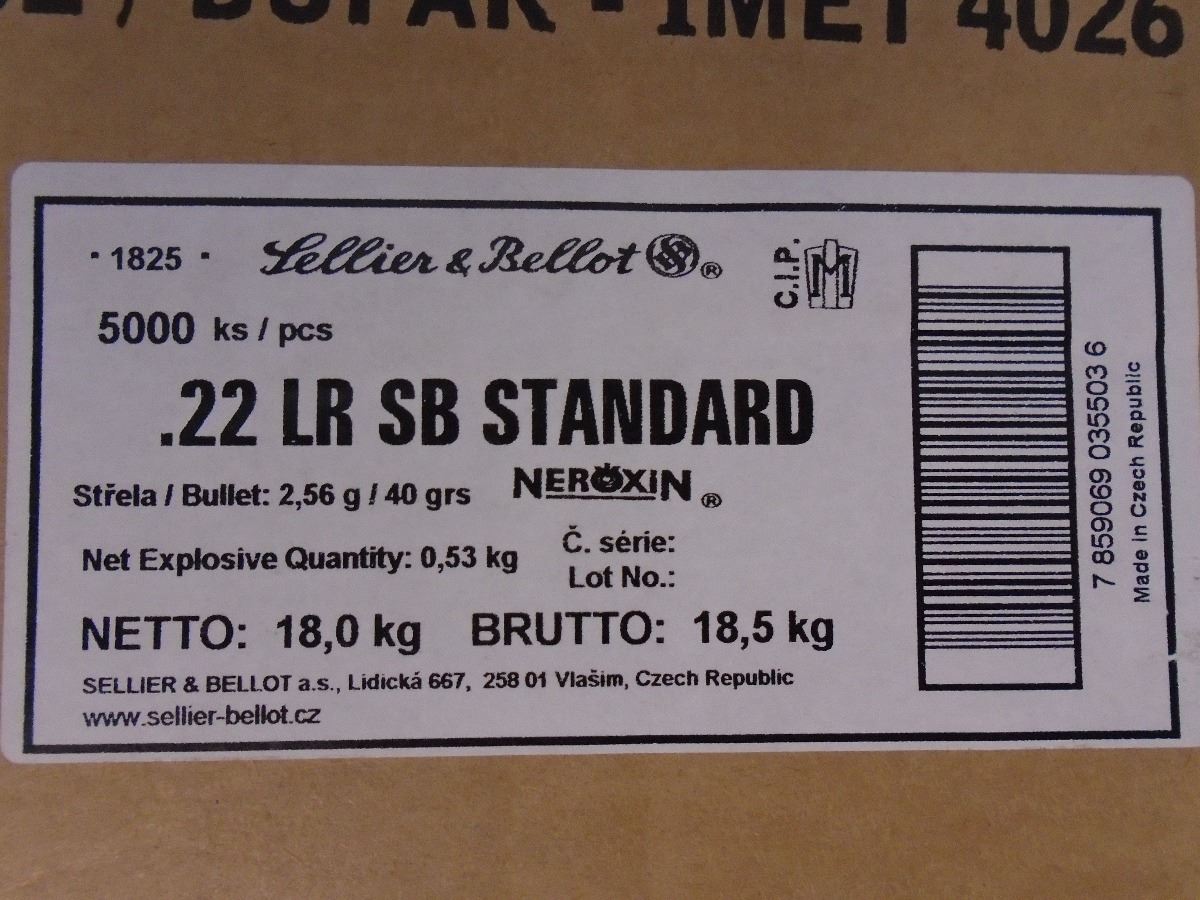 - IMET 4026
· 1825 · Sellier & Bellot ® C.I.P.
5000 ks / pcs
.22 LR SB STANDARD
Střela / Bullet: 2,56 g / 40 grs NEROXIN ®
Net Explosive Quantity: 0,53 kg
Č. série:
Lot No.:
NETTO: 18,0 kg BRUTTO: 18,5 kg
SELLIER & BELLOT a.s., Lidická 667, 258 01 Vlašim, Czech Republic
www.sellier-bellot.cz
7 859069 035503 6
Made In Czech Republic